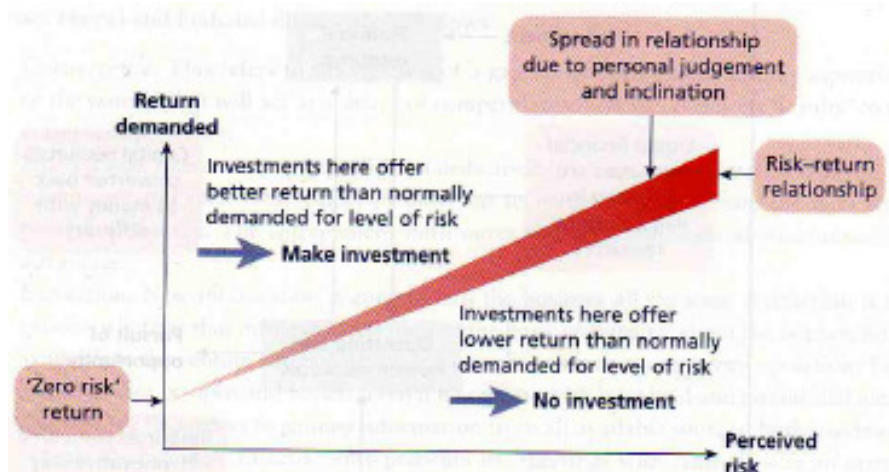 Spread in relationship
due to personal judgement
and inclination
Return
demanded
Investments here offer
better return than normally
demanded for level of risk
Make investment
Risk–return
relationship
Investments here offer
lower return than normally
demanded for level of risk
No investment
'Zero risk'
return
Perceived
risk